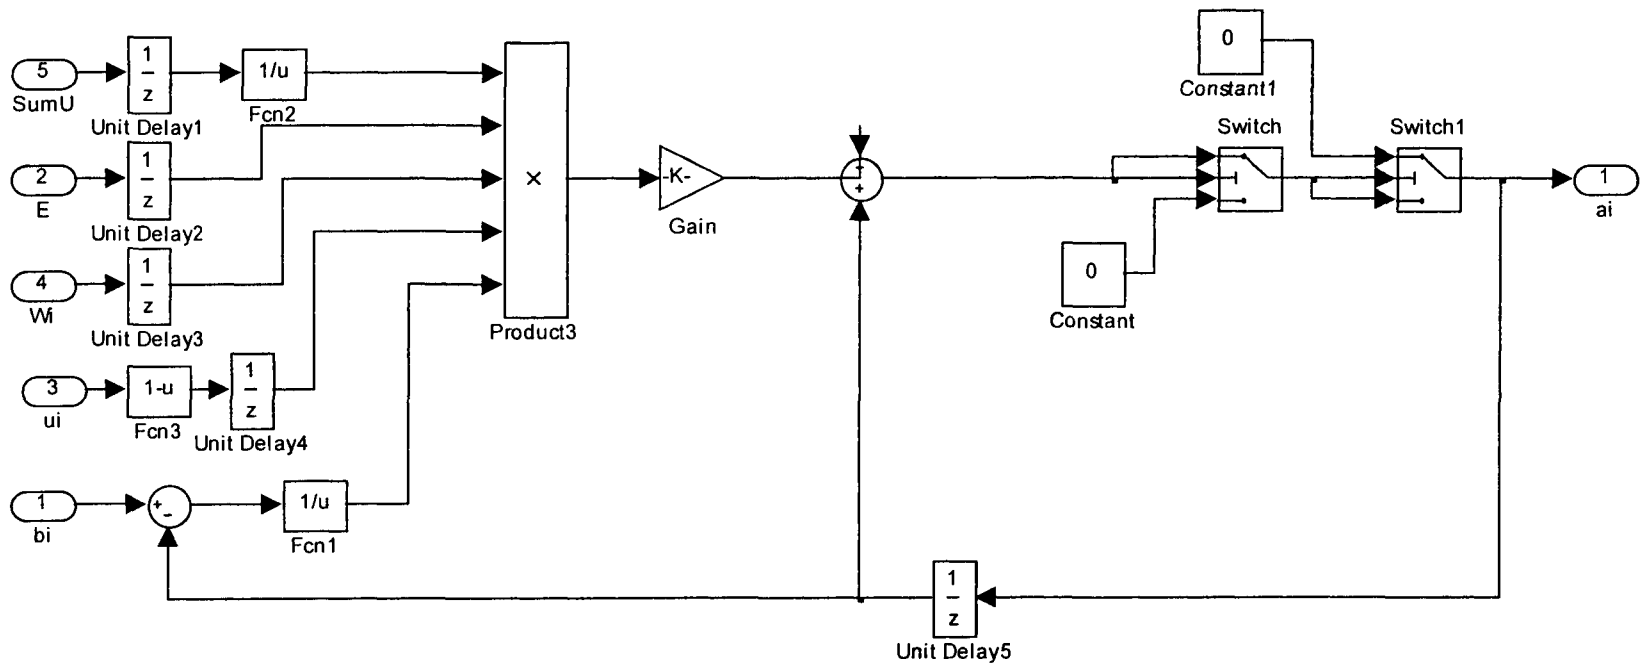 0
Constant1
5
SumU
1
z
Unit Delay1
1/u
Fcn2
Switch
Switch1
2
E
1
z
Unit Delay2
×
Product3
-K-
Gain
+
+
1
ai
4
Wi
1
z
Unit Delay3
0
Constant
3
ui
1-u
Fcn3
1
z
Unit Delay4
1
bi
+
-
1/u
Fcn1
1
z
Unit Delay5